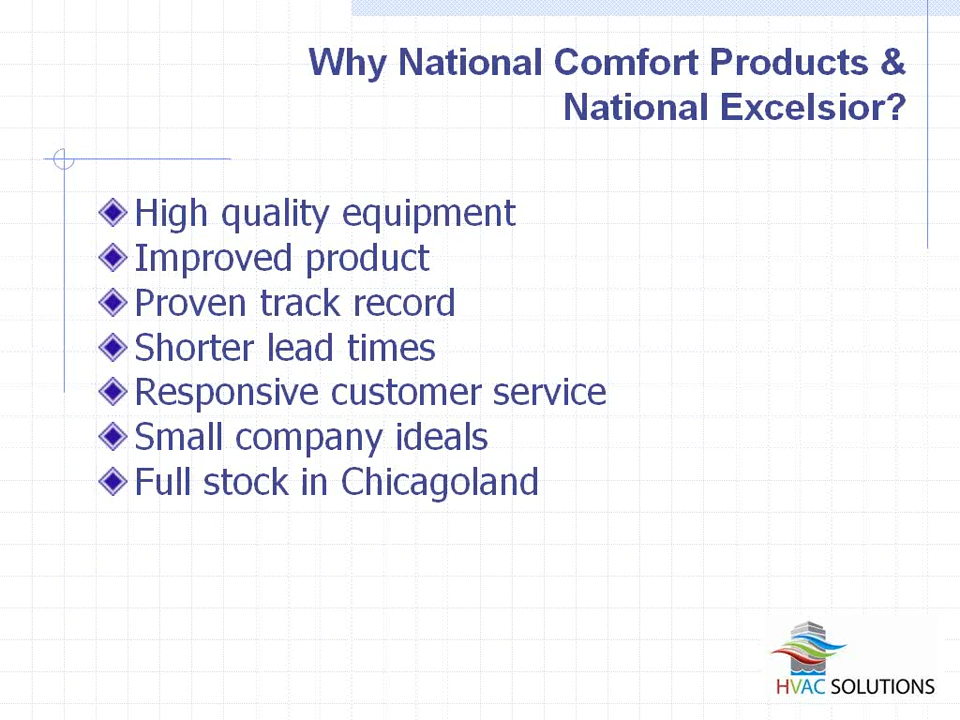 Why National Comfort Products &
National Excelsior?
High quality equipment
Improved product
Proven track record
Shorter lead times
Responsive customer service
Small company ideals
Full stock in Chicagoland
HVAC SOLUTIONS